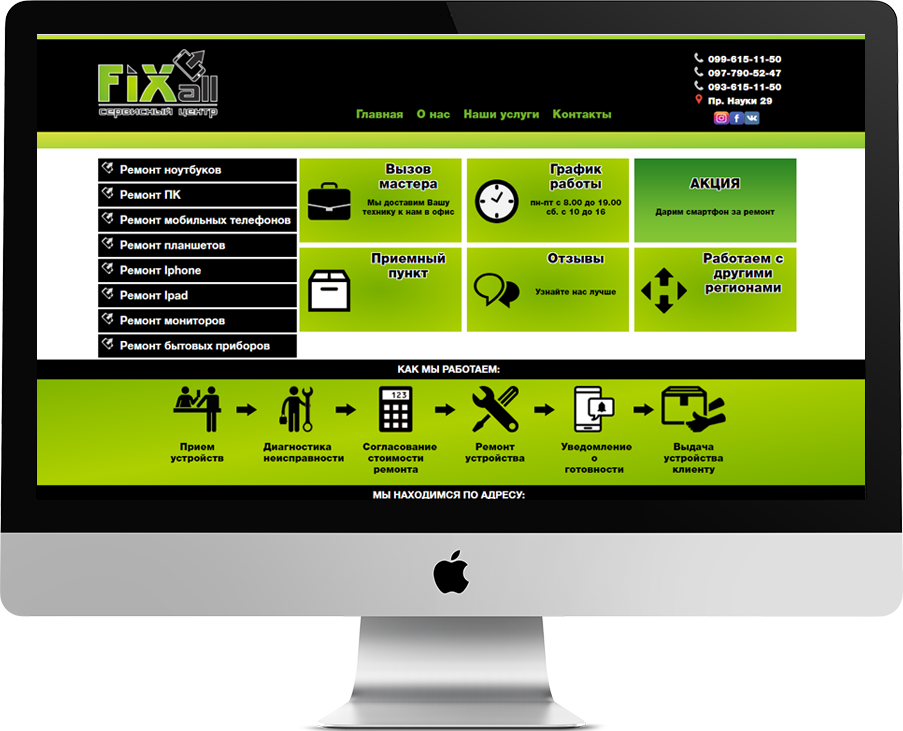 FiXall
сервисный центр
Главная О нас Наши услуги Контакты
099-615-11-50
097-790-52-47
093-615-11-50
Пр. Науки 29
Ремонт ноутбуков
Ремонт ПК
Ремонт мобильных телефонов
Ремонт планшетов
Ремонт Iphone
Ремонт Ipad
Ремонт мониторов
Ремонт бытовых приборов
Вызов
мастера
Мы доставим Вашу
технику к нам в офис
График
работы
пн-пт с 8.00 до 19.00
сб. с 10 до 16
АКЦИЯ
Дарим смартфон за ремонт
Приемный
пункт
Отзывы
Узнайте нас лучше
Работаем с
другими
регионами
КАК МЫ РАБОТАЕМ:
123
Прием
устройств
Диагностика
неисправности
Согласование
стоимости
ремонта
Ремонт
устройства
Уведомление
о
готовности
Выдача
устройства
клиенту
МЫ НАХОДИМСЯ ПО АДРЕСУ: